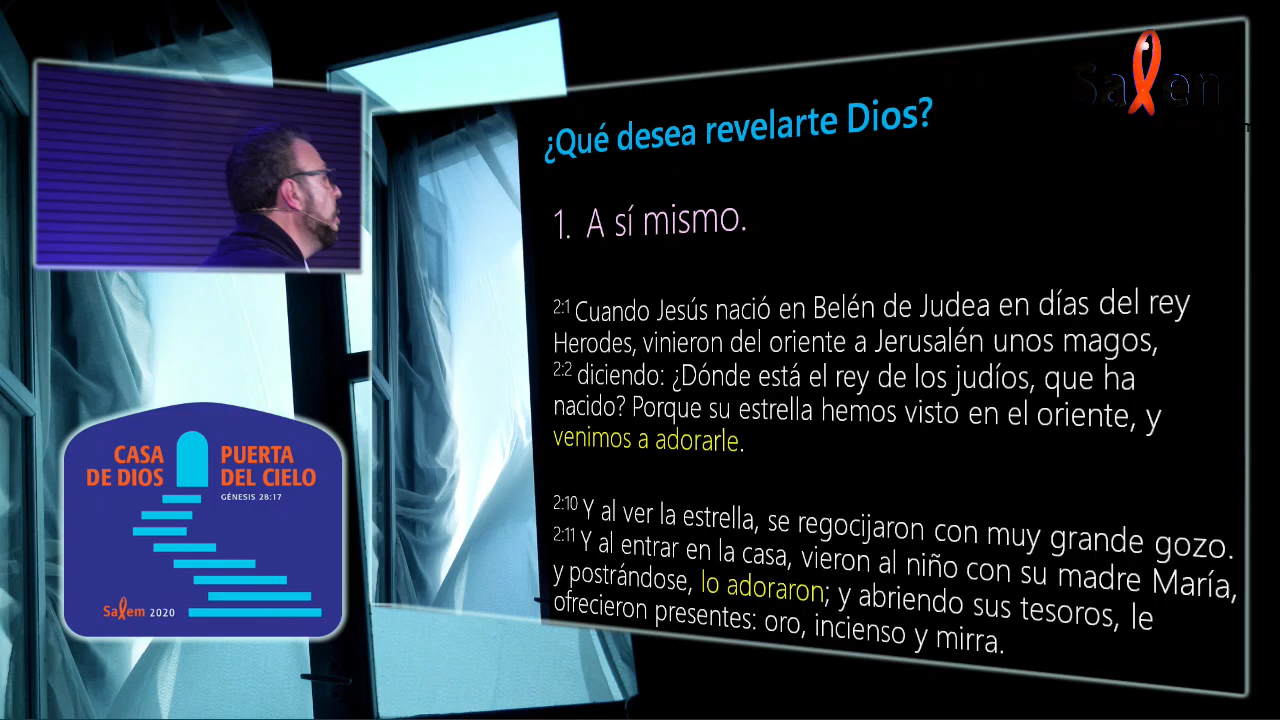 Salem
¿Qué desea revelarte Dios?
1. A sí mismo.
2:1 Cuando Jesús nació en Belén de Judea en días del rey
Herodes, vinieron del oriente a Jerusalén unos magos,
2:2 diciendo: ¿Dónde está el rey de los judíos, que ha
nacido? Porque su estrella hemos visto en el oriente, y
venimos a adorarle.
2:10 Y al ver la estrella, se regocijaron con muy grande gozo.
2:11 Y al entrar en la casa, vieron al niño con su madre María,
y postrándose, lo adoraron; y abriendo sus tesoros, le
ofrecieron presentes: oro, incienso y mirra.
CASA
DE DIOS
PUERTA
DEL CIELO
GÉNESIS 28:17
Salem 2020